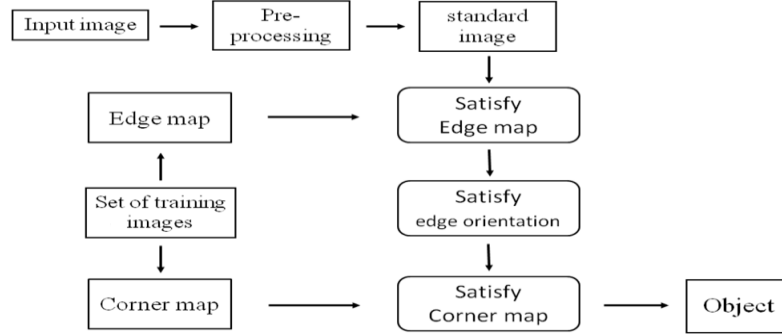 Input image
Pre-
processing
standard
image
Edge map
Satisfy
Edge map
Set of training
images
Satisfy
edge orientation
Corner map
Satisfy
Corner map
Object